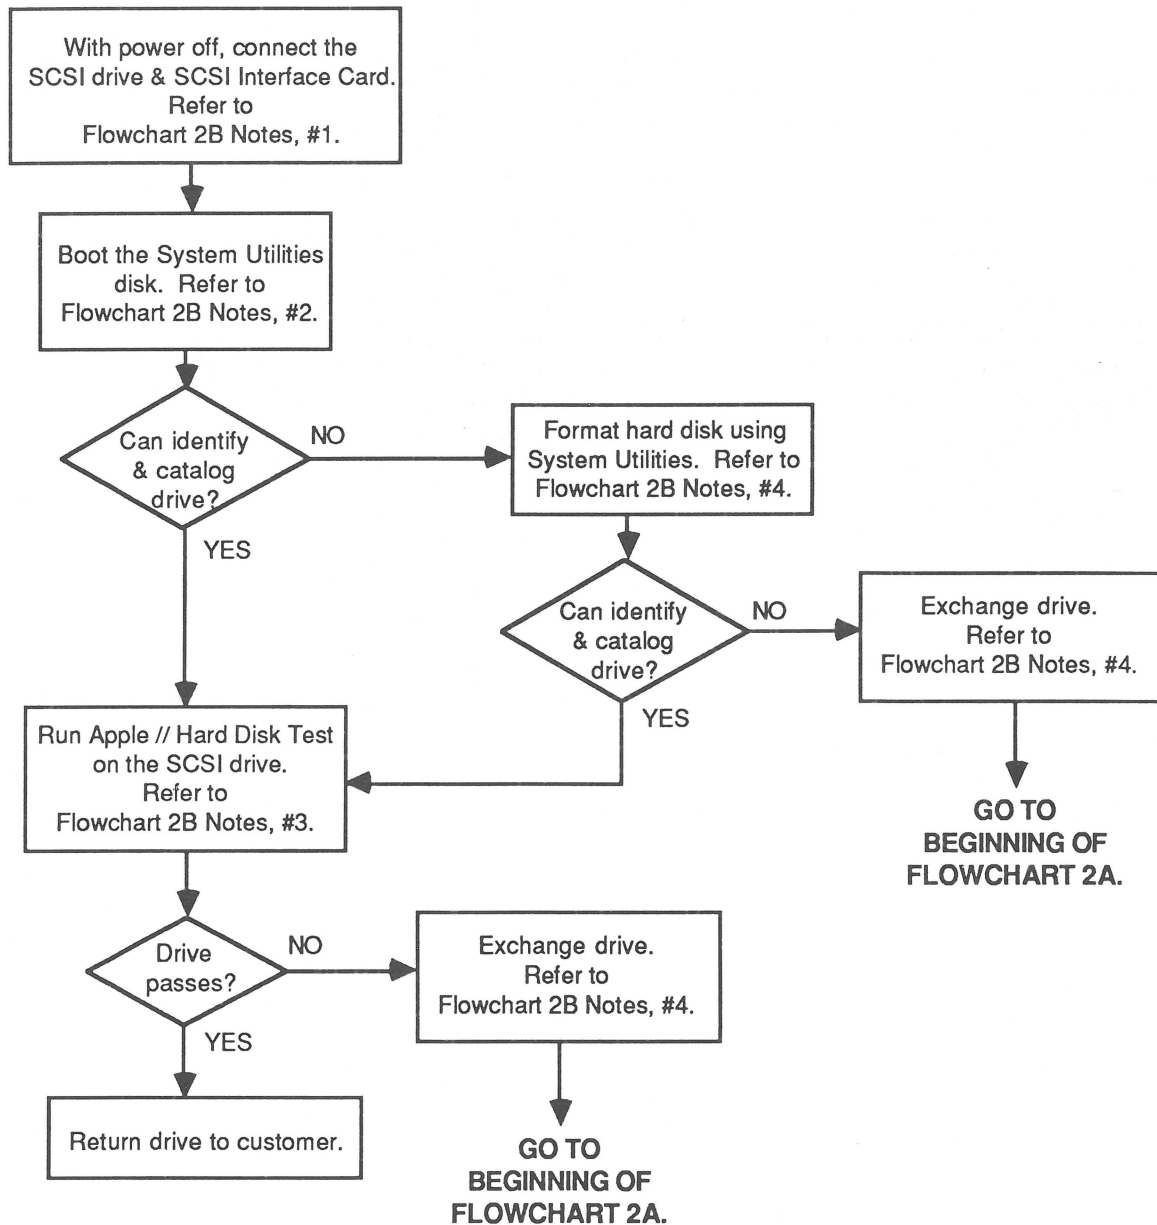 With power off, connect the
SCSI drive & SCSI Interface Card.
Refer to
Flowchart 2B Notes, #1.
Boot the System Utilities
disk. Refer to
Flowchart 2B Notes, #2.
Can identify
& catalog
drive?
NO
YES
Format hard disk using
System Utilities. Refer to
Flowchart 2B Notes, #4.
Can identify
& catalog
drive?
NO
YES
Exchange drive.
Refer to
Flowchart 2B Notes, #4.
GO TO
BEGINNING OF
FLOWCHART 2A.
Run Apple // Hard Disk Test
on the SCSI drive.
Refer to
Flowchart 2B Notes, #3.
Drive
passes?
NO
YES
Exchange drive.
Refer to
Flowchart 2B Notes, #4.
GO TO
BEGINNING OF
FLOWCHART 2A.
Return drive to customer.